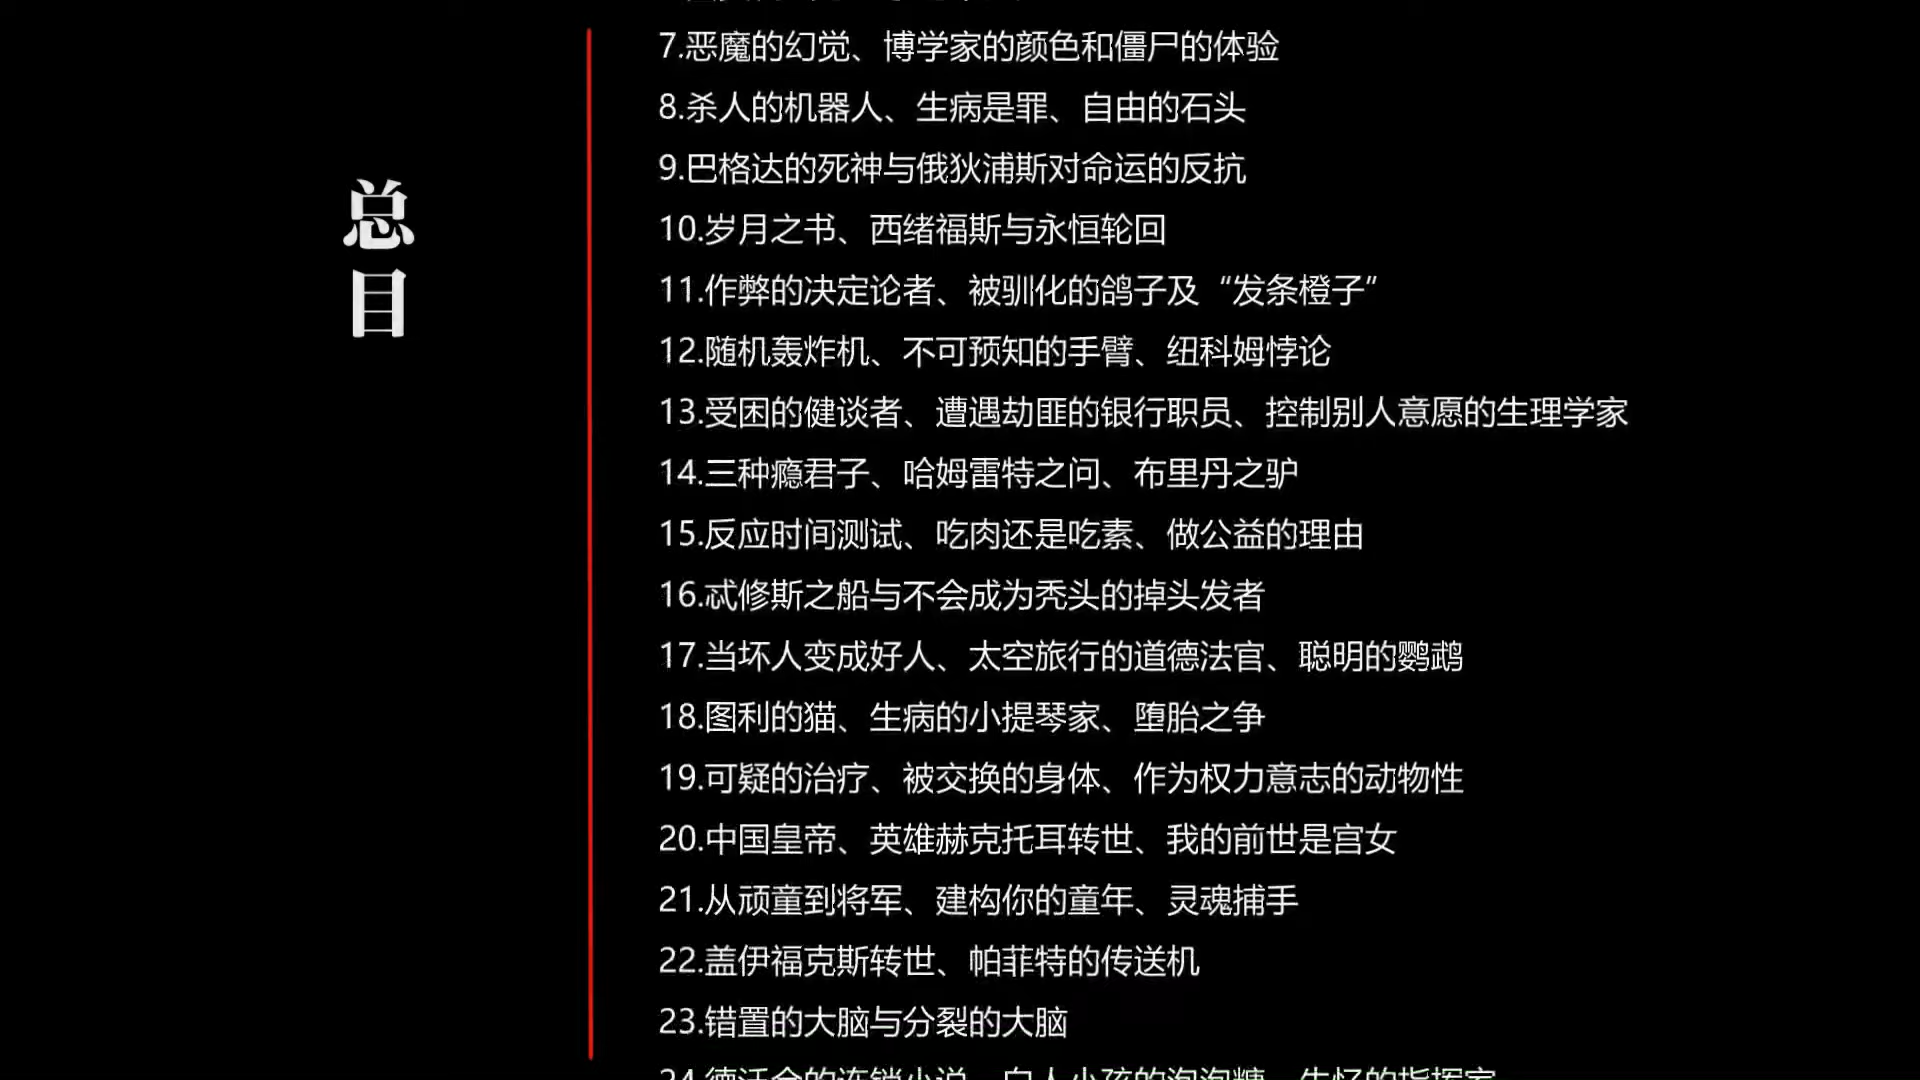 总目
7.恶魔的幻觉、博学家的颜色和僵尸的体验
8.杀人的机器人、生病是罪、自由的石头
9.巴格达的死神与俄狄浦斯对命运的反抗
10.岁月之书、西绪福斯与永恒轮回
11.作弊的决定论者、被驯化的鸽子及“发条橙子”
12.随机轰炸机、不可预知的手臂、纽科姆悖论
13.受困的健谈者、遭遇劫匪的银行职员、控制别人意愿的生理学家
14.三种瘾君子、哈姆雷特之问、布里丹之驴
15.反应时间测试、吃肉还是吃素、做公益的理由
16.忒修斯之船与不会成为秃头的掉头发者
17.当坏人变成好人、太空旅行的道德法官、聪明的鹦鹉
18.图利的猫、生病的小提琴家、堕胎之争
19.可疑的治疗、被交换的身体、作为权力意志的动物性
20.中国皇帝、英雄赫克托耳转世、我的前世是宫女
21.从顽童到将军、建构你的童年、灵魂捕手
22.盖伊福克斯转世、帕菲特的传送机
23.错置的大脑与分裂的大脑